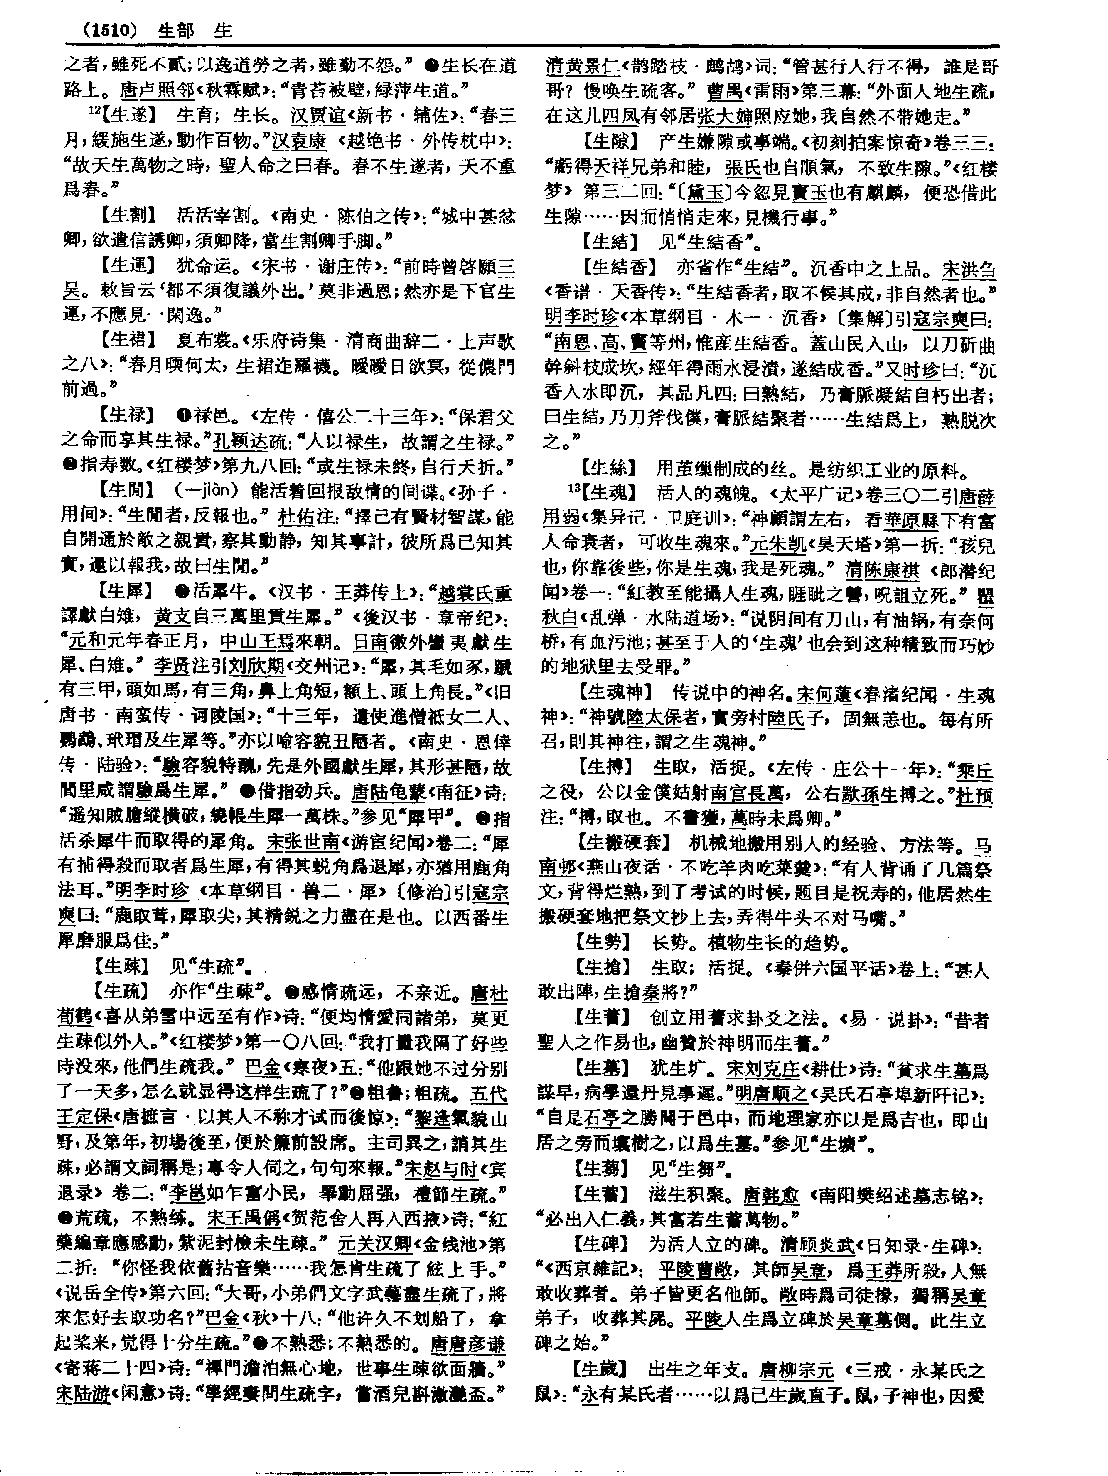 （1510） 生部 生
之者，雖死不貳；以逸道勞之者，雖勤不怨。” ❸生长在道
路上。唐卢照邻《秋霖赋》：“青苔被壁，绿萍生道。”
¹²【生遂】 生育；生长。汉贾谊《新书·辅佐》：“春三
月，緩施生遂，動作百物。”汉袁康《越绝书·外传枕中》：
“故天生萬物之時，聖人命之曰春。春不生遂者，天不重
爲春。”
【生割】 活活宰割。《南史·陈伯之传》：“城中甚忿
卿，欲遣信誘卿，須卿降，當生割卿手脚。”
【生運】 犹命运。《宋书·谢庄传》：“前時曾啓願三
吴。敕旨云‘都不須復議外出。’莫非過恩；然亦是下官生
運，不應見一閑逸。”
【生裙】 夏布裳。《乐府诗集·清商曲辞二·上声歌
之八》：“春月暝何太，生裙迮羅襪。曖曖日欲冥，從儂門
前過。”
【生禄】 ❶禄邑。《左传·僖公二十三年》：“保君父
之命而享其生禄。”孔颖达疏：“人以禄生，故謂之生禄。”
❷指寿数。《红楼梦》第九八回：“或生禄未終，自行夭折。”
【生間】 （—jiàn）能活着回报敌情的间谍。《孙子·
用间》：“生間者，反報也。”杜佑注：“擇己有賢材智謀，能
自開通於敵之親貴，察其動静，知其事計，彼所爲已知其
實，還以報我，故曰生間。”
【生犀】 ❶活犀牛。《汉书·王莽传上》：“越裳氏重
譯獻白雉，黄支自三萬里貢生犀。”《後汉书·章帝纪》：
“元和元年春正月，中山王焉來朝。日南徼外蠻夷獻生
犀、白雉。”李贤注引刘欣期《交州记》：“犀，其毛如豕，蹏
有三甲，頭如馬，有三角，鼻上角短，額上、頭上角長。”《旧
唐书·南蛮传·诃陵国》：“十三年，遣使進僧祇女二人、
鸚鵡、玳瑁及生犀等。”亦以喻容貌丑陋者。《南史·恩倖
传·陆验》：“驗容貌特醜，先是外國獻生犀，其形甚陋，故
閭里咸謂驗爲生犀。” ❷借指劲兵。唐陆龟蒙《南征》诗：
“遥知賊膽縱横破，繞帳生犀一萬株。”参见“犀甲”。❸指
活杀犀牛而取得的犀角。宋张世南《游宦纪闻》卷二：“犀
有捕得殺而取者爲生犀，有得其蜕角爲退犀，亦猶用鹿角
法耳。”明李时珍《本草纲目·兽二·犀》〔修治〕引寇宗
奭曰：“鹿取茸，犀取尖，其精鋭之力盡在是也。以西番生
犀磨服爲佳。”
【生疎】 见“生疏”。
【生疏】 亦作“生疎”。❶感情疏远，不亲近。唐杜
荀鹤《喜从弟雪中远至有作》诗：“便均情愛同諸弟，莫更
生疎似外人。”《红楼梦》第一〇八回：“我打量我隔了好些
時没來，他們生疏我。”巴金《寒夜》五：“他跟她不过分别
了一天多，怎么就显得这样生疏了？”❷粗鲁；粗疏。五代
王定保《唐摭言·以其人不称才试而後惊》：“黎逢氣貌山
野，及第年，初場後至，便於簾前設席。主司異之，誚其生
疎，必謂文詞稱是；專令人伺之，句句來報。”宋赵与时《宾
退录》卷二：“李邕如乍富小民，舉動屈强，禮節生疏。”
❸荒疏，不熟练。宋王禹偁《贺范舍人再入西掖》诗：“紅
藥編章應感動，紫泥封檢未生疎。”元关汉卿《金线池》第
二折：“你怪我依舊拈音樂……我怎肯生疏了絃上手。”
《说岳全传》第六回：“大哥，小弟們文字武藝盡生疏了，將
來怎好去取功名？”巴金《秋》十八：“他许久不划船了，拿
起桨来，觉得十分生疏。”❹不熟悉；不熟悉的。唐唐彦谦
《寄蒋二十四》诗：“禪門澹泊無心地，世事生疎欲面牆。”
宋陆游《闲意》诗：“學經妻問生疏字，嘗酒兒斟瀲灩盃。”
清黄景仁《鹊踏枝·鹧鸪》词：“管甚行人行不得，誰是哥
哥？慢唤生疏客。”曹禺《雷雨》第三幕：“外面人地生疏，
在这儿四凤有邻居张大婶照应她，我自然不带她走。”
【生隙】 产生嫌隙或事端。《初刻拍案惊奇》卷三三：
“虧得天祥兄弟和睦，張氏也自順氣，不致生隙。”《红楼
梦》第三二回：“〔黛玉〕今忽見寶玉也有麒麟，便恐借此
生隙……因而悄悄走來，見機行事。”
【生結】 见“生結香”。
【生結香】 亦省作“生結”。沉香中之上品。宋洪刍
《香谱·天香传》：“生結香者，取不候其成，非自然者也。”
明李时珍《本草纲目·木一·沉香》〔集解〕引寇宗奭曰：
“南恩、高、竇等州，惟産生結香。蓋山民入山，以刀斫曲
幹斜枝成坎，經年得雨水浸漬，遂結成香。”又时珍曰：“沉
香入水即沉，其品凡四：曰熟結，乃膏脈凝結自朽出者；
曰生結，乃刀斧伐僕，膏脈結聚者……生結爲上，熟脱次
之。”
【生絲】 用茧缫制成的丝。是纺织工业的原料。
¹³【生魂】 活人的魂魄。《太平广记》卷三〇二引唐薛
用弱《集异记·卫庭训》：“神顧謂左右，看華原縣下有富
人命衰者，可收生魂來。”元朱凯《昊天塔》第一折：“孩兒
也，你靠後些，你是生魂，我是死魂。”清陈康祺《郎潜纪
闻》卷一：“紅教至能攝人生魂，睚眦之讐，呪詛立死。”瞿
秋白《乱弹·水陆道场》：“说阴间有刀山，有油锅，有奈何
桥，有血污池；甚至于人的‘生魂’也会到这种精致而巧妙
的地狱里去受罪。”
【生魂神】 传说中的神名。宋何薳《春渚纪闻·生魂
神》：“神號陸太保者，實旁村陸氏子，固無恙也。每有所
召，則其神往，謂之生魂神。”
【生搏】 生取，活捉。《左传·庄公十一年》：“乘丘
之役，公以金僕姑射南宫長萬，公右歂孫生搏之。”杜预
注：“搏，取也。不書獲，萬時未爲卿。”
【生搬硬套】 机械地搬用别人的经验、方法等。马
南邨《燕山夜话·不吃羊肉吃菜羹》：“有人背诵了几篇祭
文，背得烂熟，到了考试的时候，题目是祝寿的，他居然生
搬硬套地把祭文抄上去，弄得牛头不对马嘴。”
【生勢】 长势。植物生长的趋势。
【生搶】 生取；活捉。《秦併六国平话》卷上：“甚人
敢出陣，生搶秦將？”
【生蓍】 创立用蓍求卦爻之法。《易·说卦》：“昔者
聖人之作易也，幽贊於神明而生蓍。”
【生墓】 犹生圹。宋刘克庄《耕仕》诗：“貧求生墓爲
謀早，病學還丹見事遲。”明唐顺之《吴氏石亭埠新阡记》：
“自是石亭之勝聞于邑中，而地理家亦以是爲吉也，即山
居之旁而壙樹之，以爲生墓。”参见“生壙”。
【生蒭】 见“生芻”。
【生蓄】 滋生积聚。唐韩愈《南阳樊绍述墓志铭》：
“必出入仁義，其富若生蓄萬物。”
【生碑】 为活人立的碑。清顾炎武《日知录·生碑》：
“《西京雜記》：平陵曹敞，其師吴章，爲王莽所殺，人無
敢收葬者。弟子皆更名他師。敞時爲司徒掾，獨稱吴章
弟子，收葬其屍。平陵人生爲立碑於吴章墓側。此生立
碑之始。”
【生歲】 出生之年支。唐柳宗元《三戒·永某氏之
鼠》：“永有某氏者……以爲己生歲直子。鼠，子神也，因愛